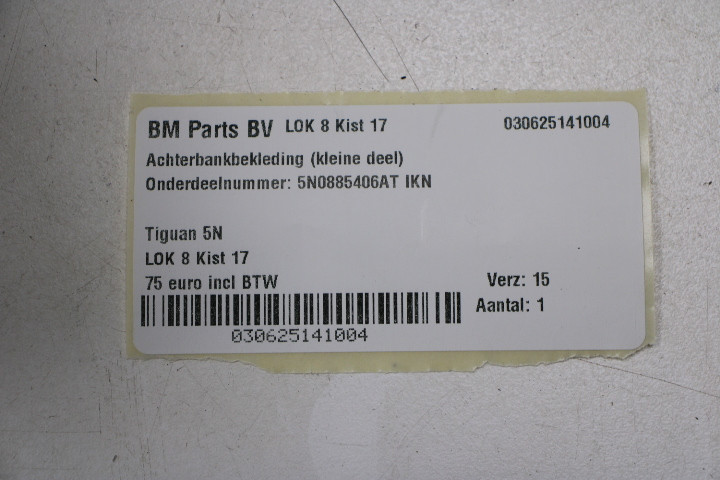 BM Parts BV LOK 8 Kist 17 030625141004
Achterbankbekleding (kleine deel)
Onderdeelnummer: 5N0885406AT IKN
Tiguan 5N
LOK 8 Kist 17
75 euro incl BTW Verz: 15
Aantal: 1
030625141004